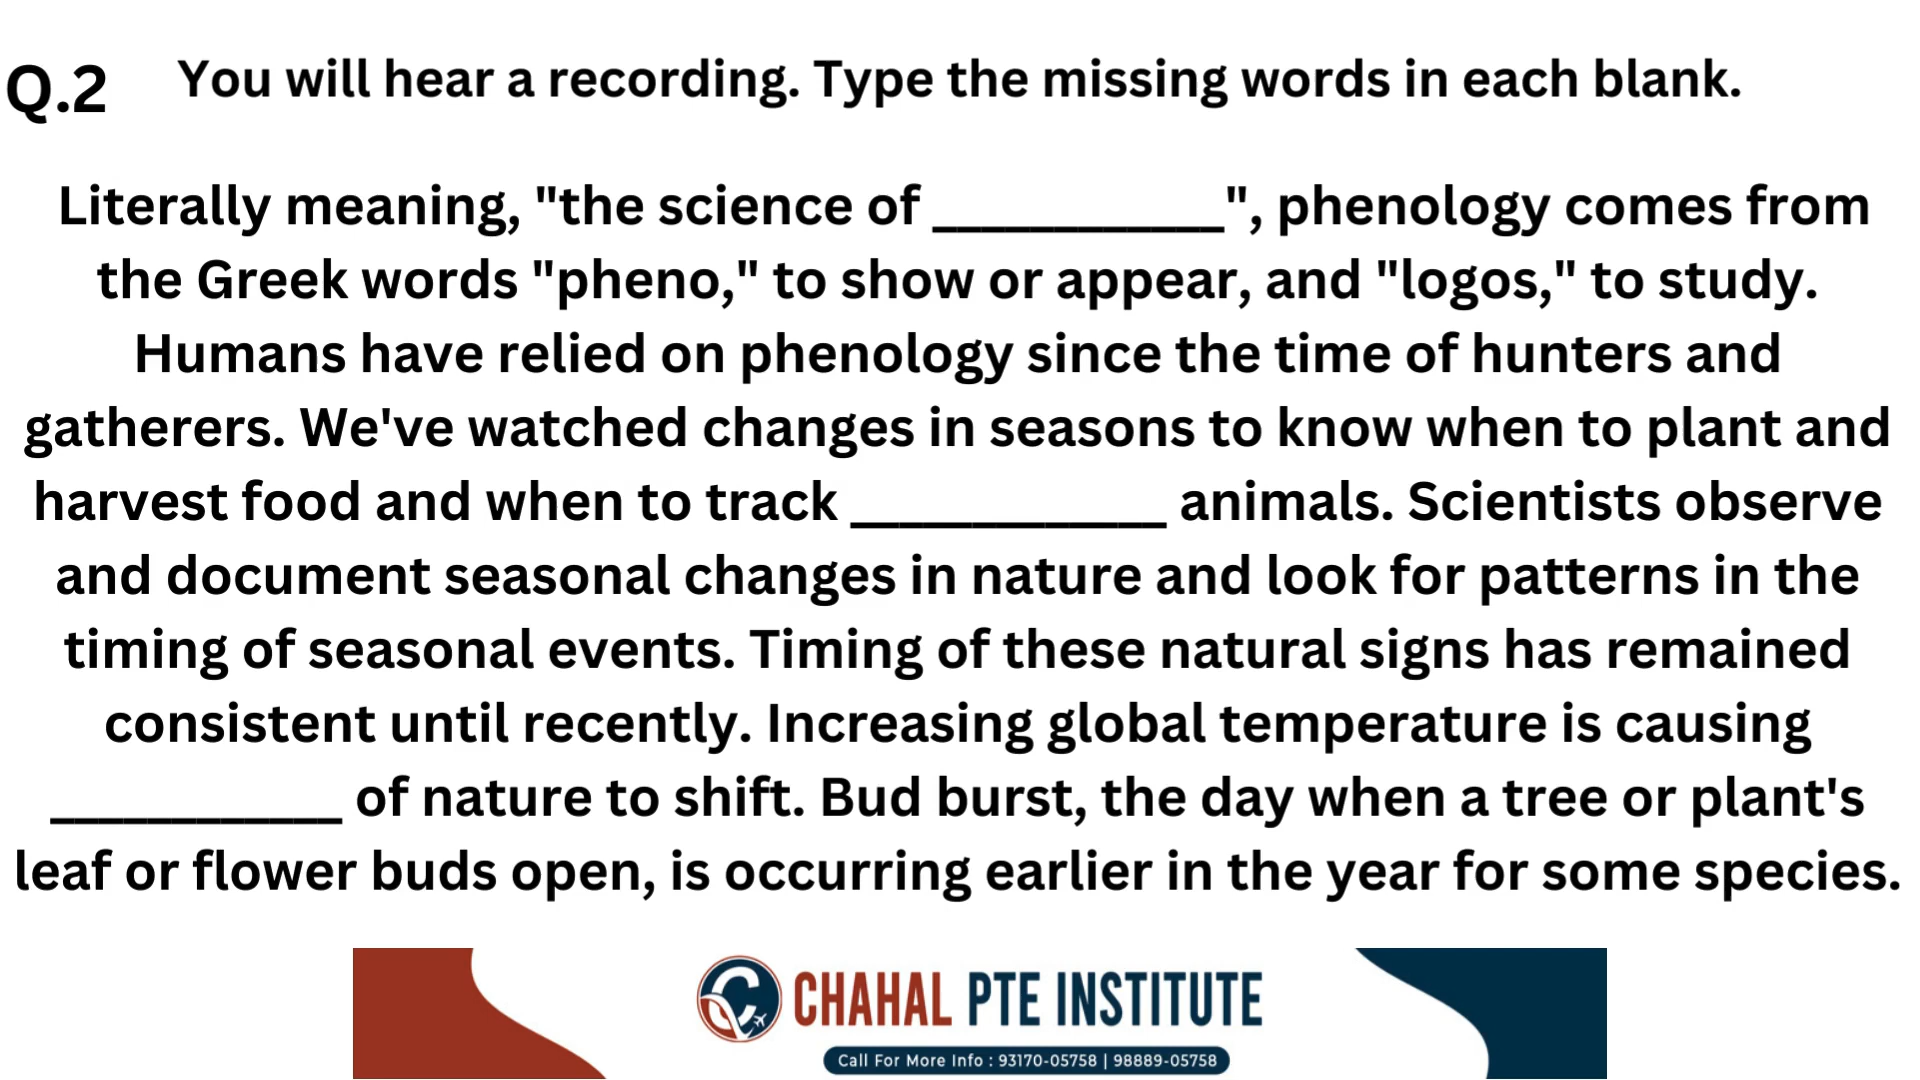 Q.2 You will hear a recording. Type the missing words in each blank.
Literally meaning, "the science of ____________", phenology comes from
the Greek words "pheno," to show or appear, and "logos," to study.
Humans have relied on phenology since the time of hunters and
gatherers. We've watched changes in seasons to know when to plant and
harvest food and when to track _____________ animals. Scientists observe
and document seasonal changes in nature and look for patterns in the
timing of seasonal events. Timing of these natural signs has remained
consistent until recently. Increasing global temperature is causing
____________ of nature to shift. Bud burst, the day when a tree or plant's
leaf or flower buds open, is occurring earlier in the year for some species.
CHAHAL PTE INSTITUTE
Call For More Info : 93170-05758 | 98889-05758